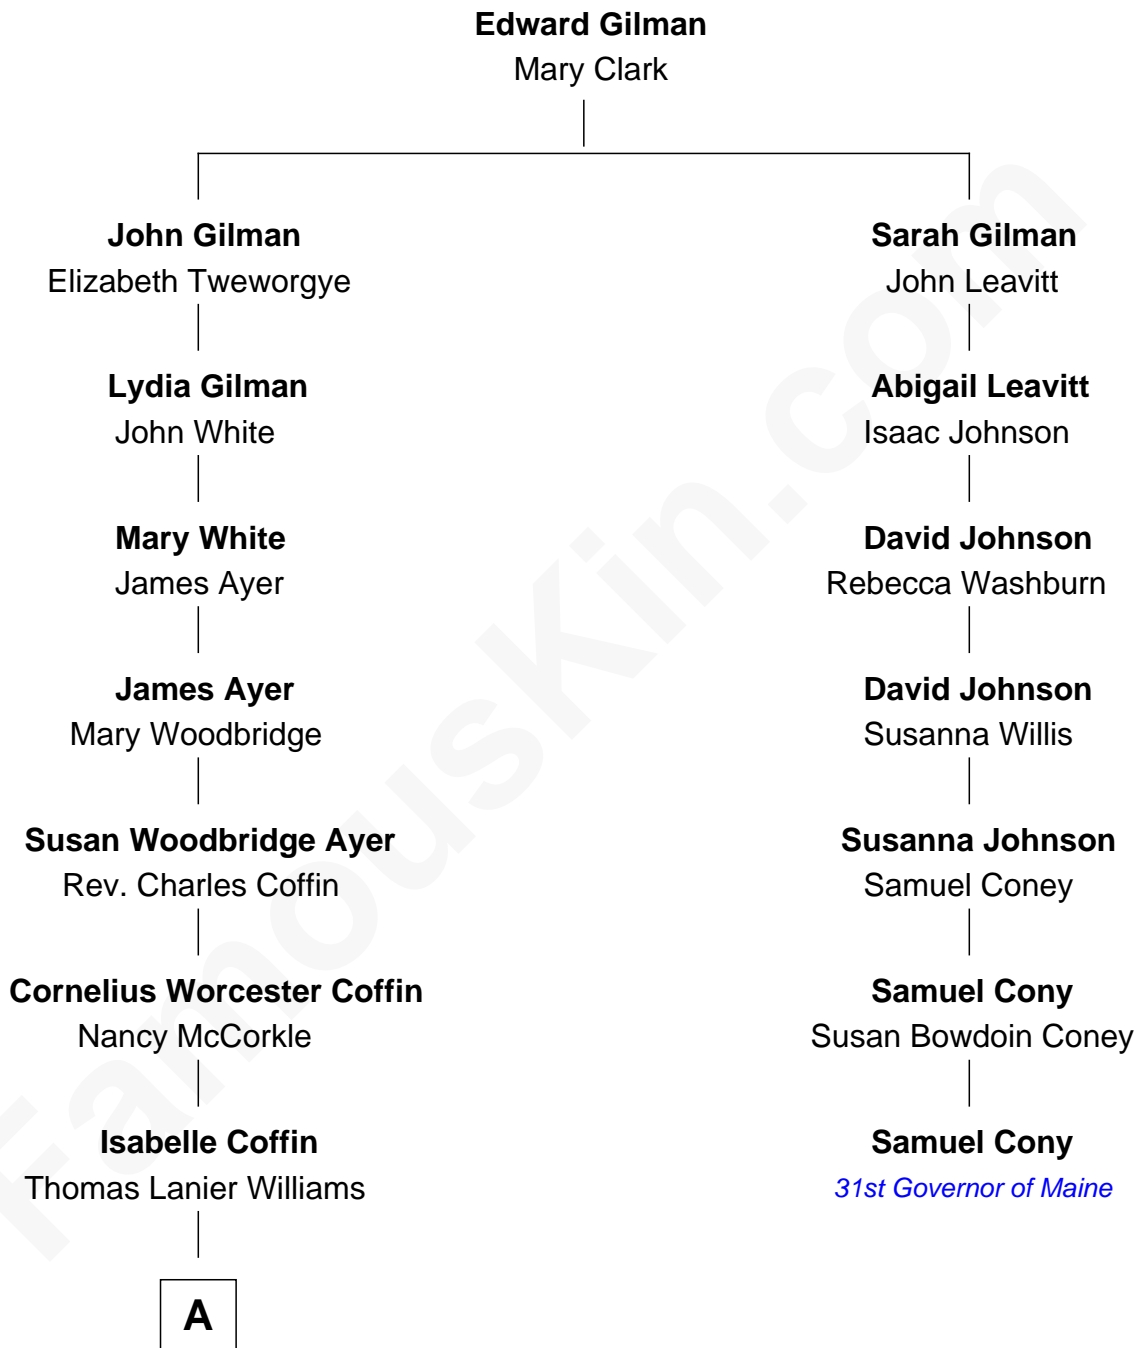 Edward Gilman
Mary Clark
John Gilman
Elizabeth Tweworgye
Sarah Gilman
John Leavitt
Lydia Gilman
John White
Abigail Leavitt
Isaac Johnson
Mary White
James Ayer
David Johnson
Rebecca Washburn
James Ayer
Mary Woodbridge
David Johnson
Susanna Willis
Susan Woodbridge Ayer
Rev. Charles Coffin
Susanna Johnson
Samuel Coney
Cornelius Worcester Coffin
Nancy McCorkle
Samuel Cony
Susan Bowdoin Coney
Isabelle Coffin
Thomas Lanier Williams
Samuel Cony
31st Governor of Maine
A
FamousKin.com